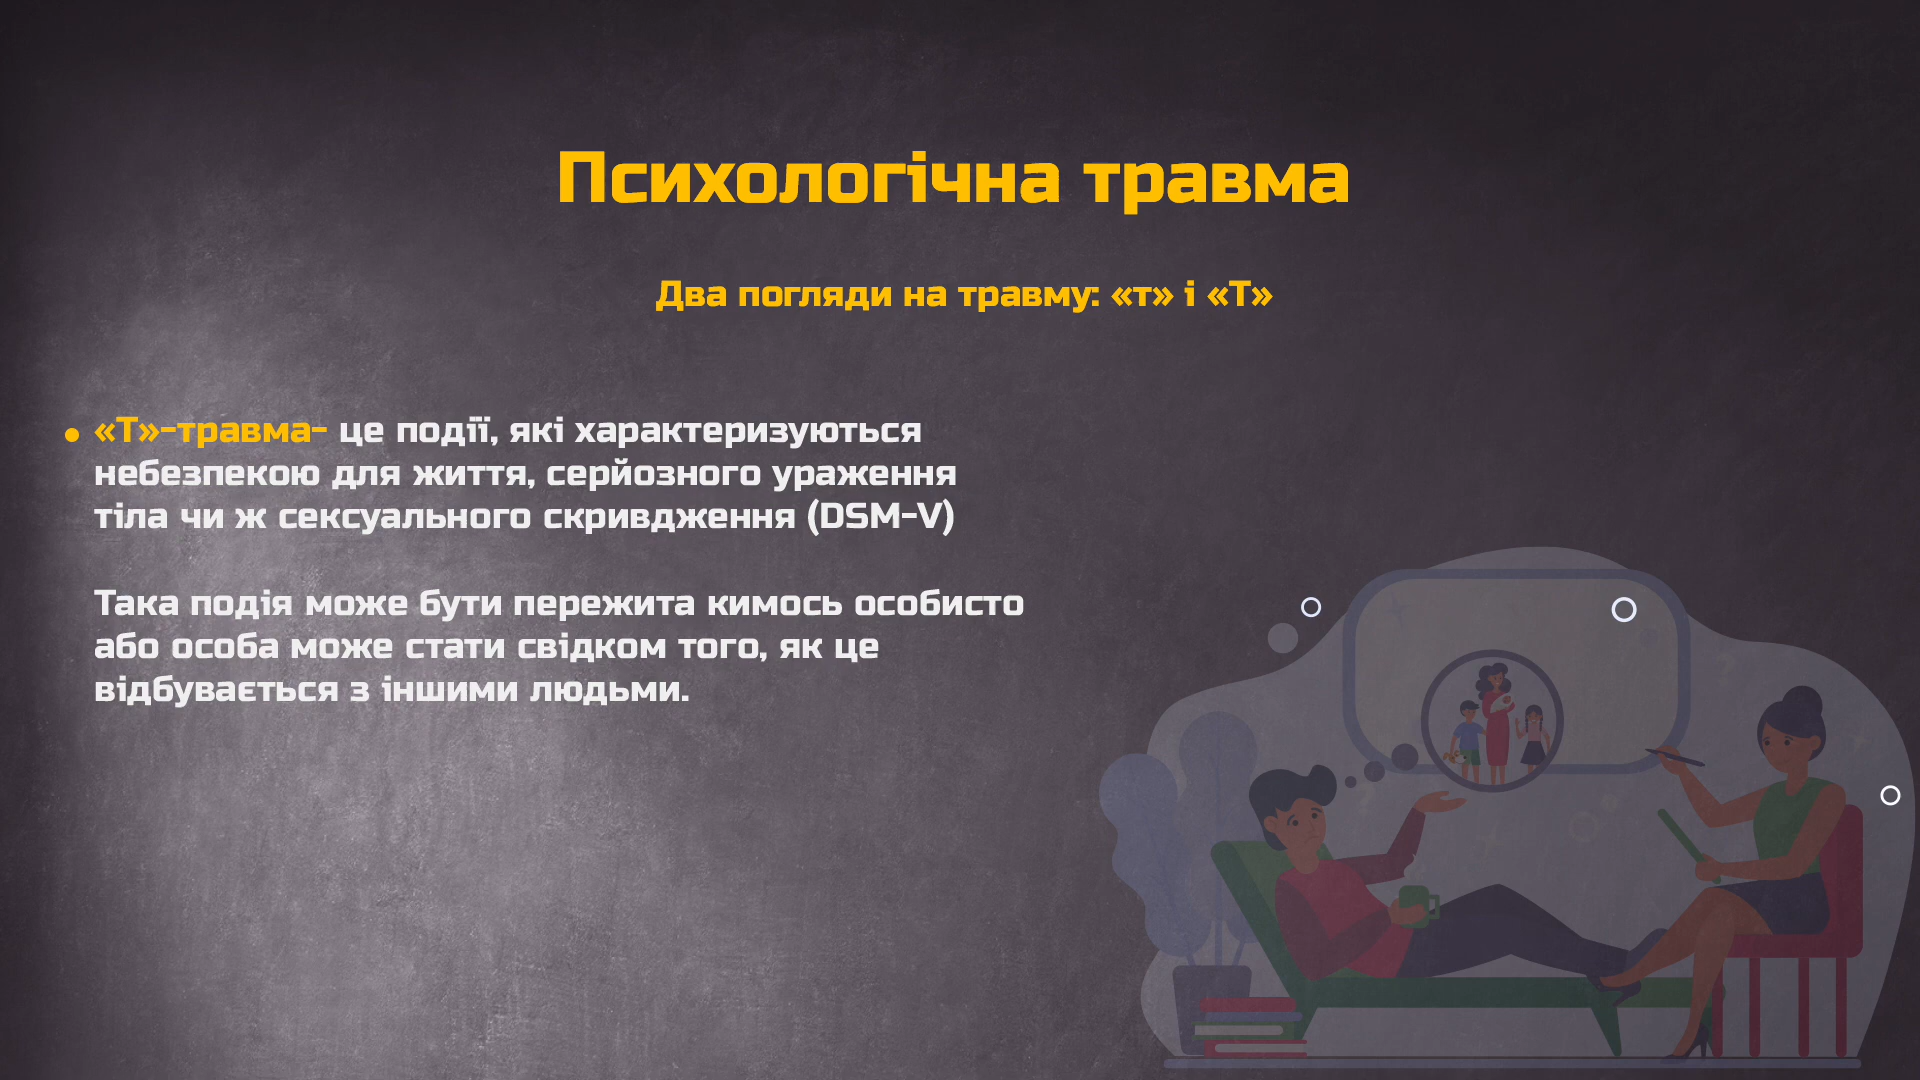 Психологічна травма
Два погляди на травму: «т» і «Т»
• «Т»-травма- це події, які характеризуються
небезпекою для життя, серйозного ураження
тіла чи ж сексуального скривдження (DSM-V)
Така подія може бути пережита кимось особисто
або особа може стати свідком того, як це
відбувається з іншими людьми.